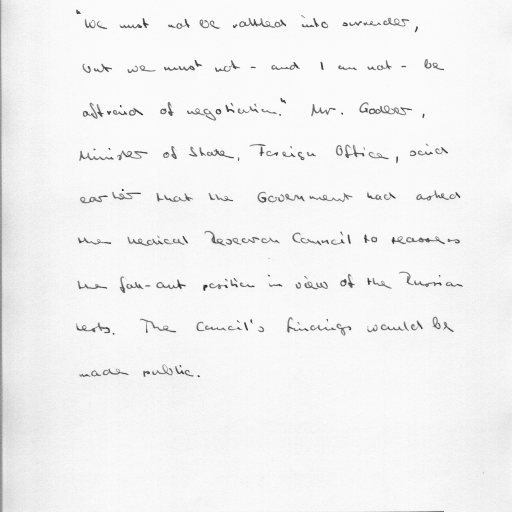 "We must not be rattled into surrender,
but we must not - and I am not - be
afraid of negotiation." Mr. Godber,
Minister of State, Foreign Office, said
earlier that the Government had asked
the Medical Research Council to reassess
the fall-out position in view of the Russian
tests. The Council's findings would be
made public.